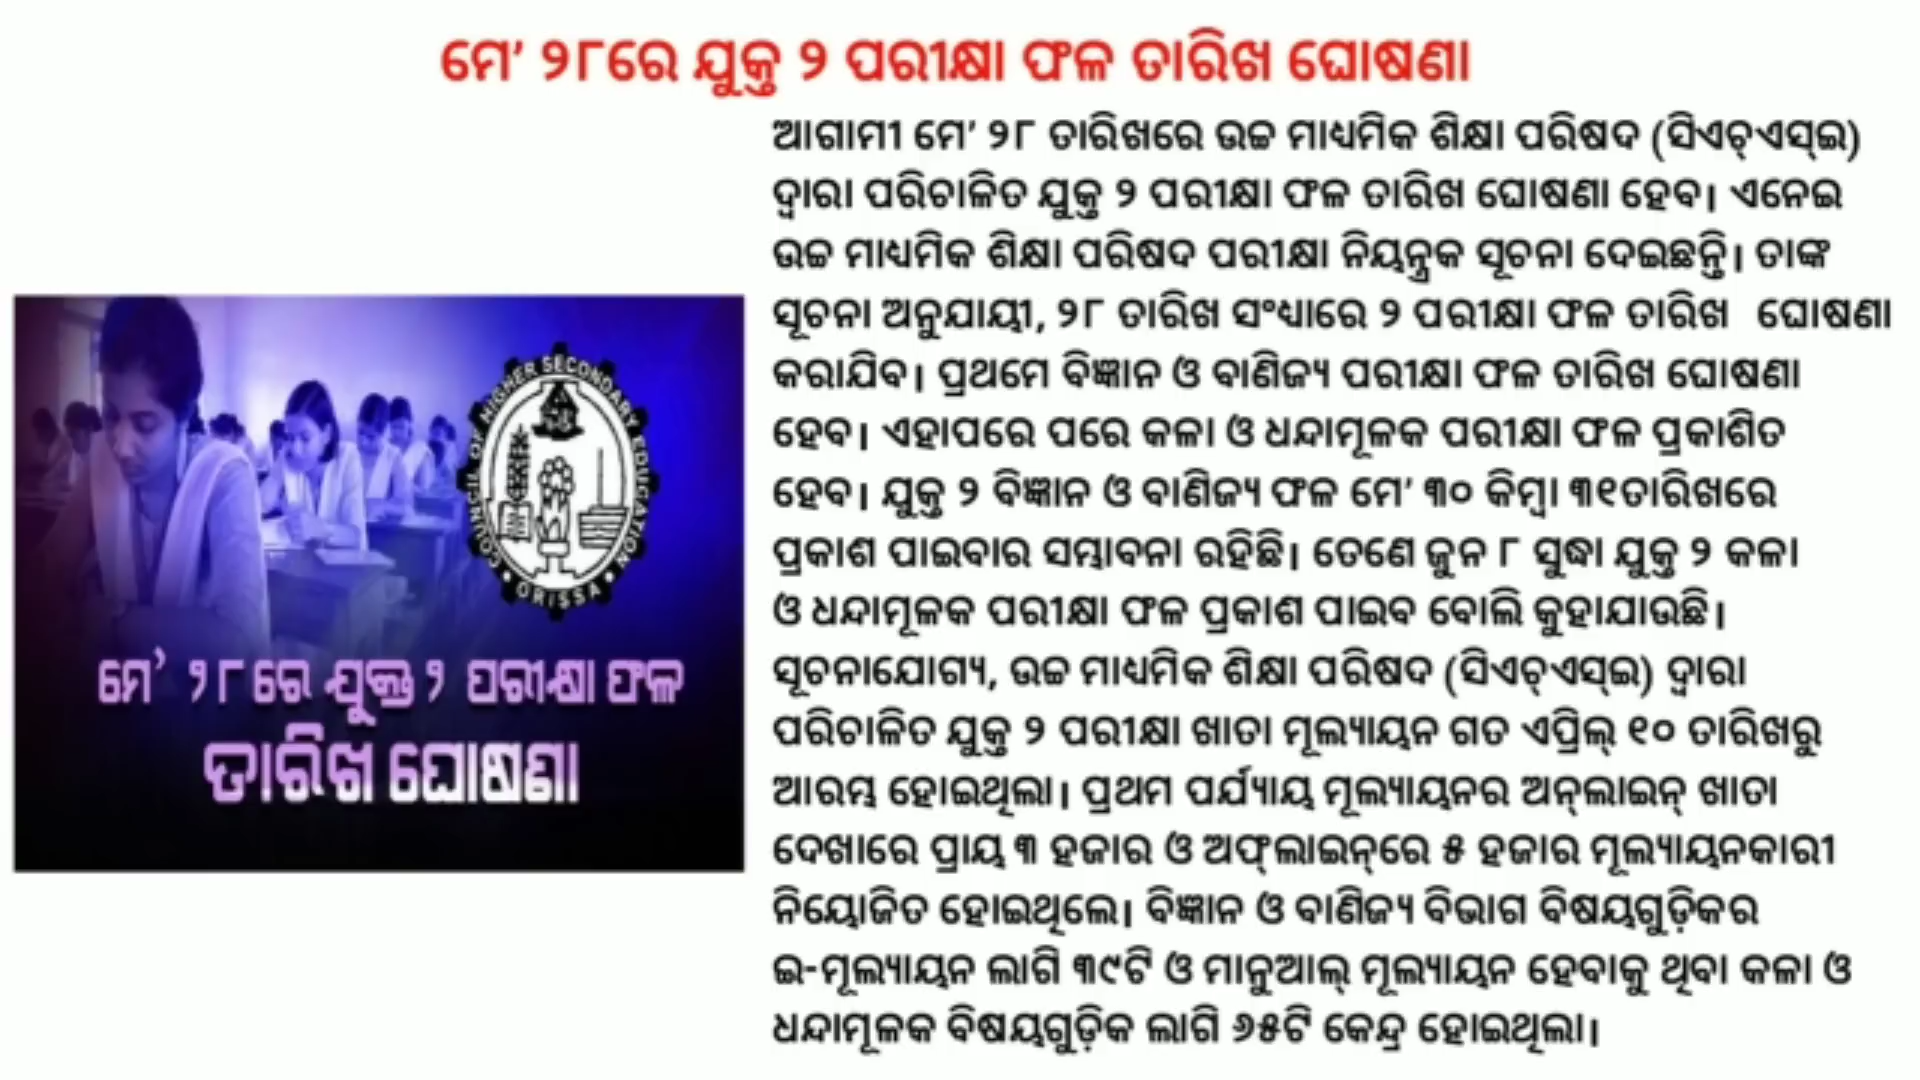 ମେ’ ୨୮ରେ ଯୁକ୍ତ ୨ ପରୀକ୍ଷା ଫଳ ତାରିଖ ଘୋଷଣା
ଆଗାମୀ ମେ’ ୨୮ ତାରିଖରେ ଉଚ୍ଚ ମାଧ୍ୟମିକ ଶିକ୍ଷା ପରିଷଦ (ସିଏଚ୍‌ଏସ୍‌ଇ)
ଦ୍ୱାରା ପରିଚାଳିତ ଯୁକ୍ତ ୨ ପରୀକ୍ଷା ଫଳ ତାରିଖ ଘୋଷଣା ହେବ। ଏନେଇ
ଉଚ୍ଚ ମାଧ୍ୟମିକ ଶିକ୍ଷା ପରିଷଦ ପରୀକ୍ଷା ନିୟନ୍ତ୍ରକ ସୂଚନା ଦେଇଛନ୍ତି। ତାଙ୍କ
ସୂଚନା ଅନୁଯାୟୀ, ୨୮ ତାରିଖ ସଂଧ୍ୟାରେ ୨ ପରୀକ୍ଷା ଫଳ ତାରିଖ ଘୋଷଣା
କରାଯିବ। ପ୍ରଥମେ ବିଜ୍ଞାନ ଓ ବାଣିଜ୍ୟ ପରୀକ୍ଷା ଫଳ ତାରିଖ ଘୋଷଣା
ହେବ। ଏହାପରେ ପରେ କଳା ଓ ଧନ୍ଦାମୂଳକ ପରୀକ୍ଷା ଫଳ ପ୍ରକାଶିତ
ହେବ। ଯୁକ୍ତ ୨ ବିଜ୍ଞାନ ଓ ବାଣିଜ୍ୟ ଫଳ ମେ’ ୩୦ କିମ୍ବା ୩୧ତାରିଖରେ
ପ୍ରକାଶ ପାଇବାର ସମ୍ଭାବନା ରହିଛି। ତେଣେ ଜୁନ ୮ ସୁଦ୍ଧା ଯୁକ୍ତ ୨ କଳା
ଓ ଧନ୍ଦାମୂଳକ ପରୀକ୍ଷା ଫଳ ପ୍ରକାଶ ପାଇବ ବୋଲି କୁହାଯାଉଛି।
ସୂଚନାଯୋଗ୍ୟ, ଉଚ୍ଚ ମାଧ୍ୟମିକ ଶିକ୍ଷା ପରିଷଦ (ସିଏଚ୍‌ଏସ୍‌ଇ) ଦ୍ୱାରା
ପରିଚାଳିତ ଯୁକ୍ତ ୨ ପରୀକ୍ଷା ଖାତା ମୂଲ୍ୟାୟନ ଗତ ଏପ୍ରିଲ୍ ୧୦ ତାରିଖରୁ
ଆରମ୍ଭ ହୋଇଥିଲା। ପ୍ରଥମ ପର୍ଯ୍ୟାୟ ମୂଲ୍ୟାୟନର ଅନ୍‌ଲାଇନ୍ ଖାତା
ଦେଖାରେ ପ୍ରାୟ ୩ ହଜାର ଓ ଅଫ୍‌ଲାଇନ୍‌ରେ ୫ ହଜାର ମୂଲ୍ୟାୟନକାରୀ
ନିୟୋଜିତ ହୋଇଥିଲେ। ବିଜ୍ଞାନ ଓ ବାଣିଜ୍ୟ ବିଭାଗ ବିଷୟଗୁଡ଼ିକର
ଇ-ମୂଲ୍ୟାୟନ ଲାଗି ୩୯ଟି ଓ ମାନୁଆଲ୍ ମୂଲ୍ୟାୟନ ହେବାକୁ ଥିବା କଳା ଓ
ଧନ୍ଦାମୂଳକ ବିଷୟଗୁଡ଼ିକ ଲାଗି ୬୫ଟି କେନ୍ଦ୍ର ହୋଇଥିଲା।
COUNCIL OF HIGHER SECONDARY EDUCATION
ORISSA
ମେ’ ୨୮ରେ ଯୁକ୍ତ ୨ ପରୀକ୍ଷା ଫଳ
ତାରିଖ ଘୋଷଣା